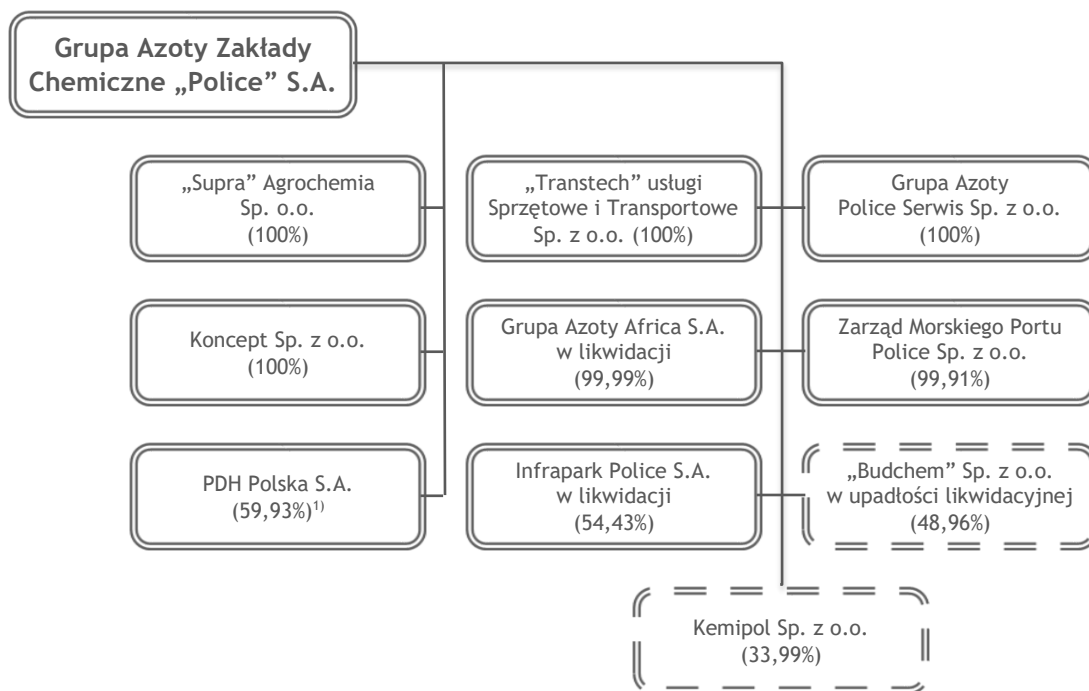 Grupa Azoty Zakłady
Chemiczne „Police” S.A.
„Supra” Agrochemia
Sp. o.o.
(100%)
„Transtech” usługi
Sprzętowe i Transportowe
Sp. z o.o. (100%)
Grupa Azoty
Police Serwis Sp. z o.o.
(100%)
Koncept Sp. z o.o.
(100%)
Grupa Azoty Africa S.A.
w likwidacji
(99,99%)
Zarząd Morskiego Portu
Police Sp. z o.o.
(99,91%)
PDH Polska S.A.
(59,93%)¹⁾
Infrapark Police S.A.
w likwidacji
(54,43%)
„Budchem” Sp. z o.o.
w upadłości likwidacyjnej
(48,96%)
Kemipol Sp. z o.o.
(33,99%)